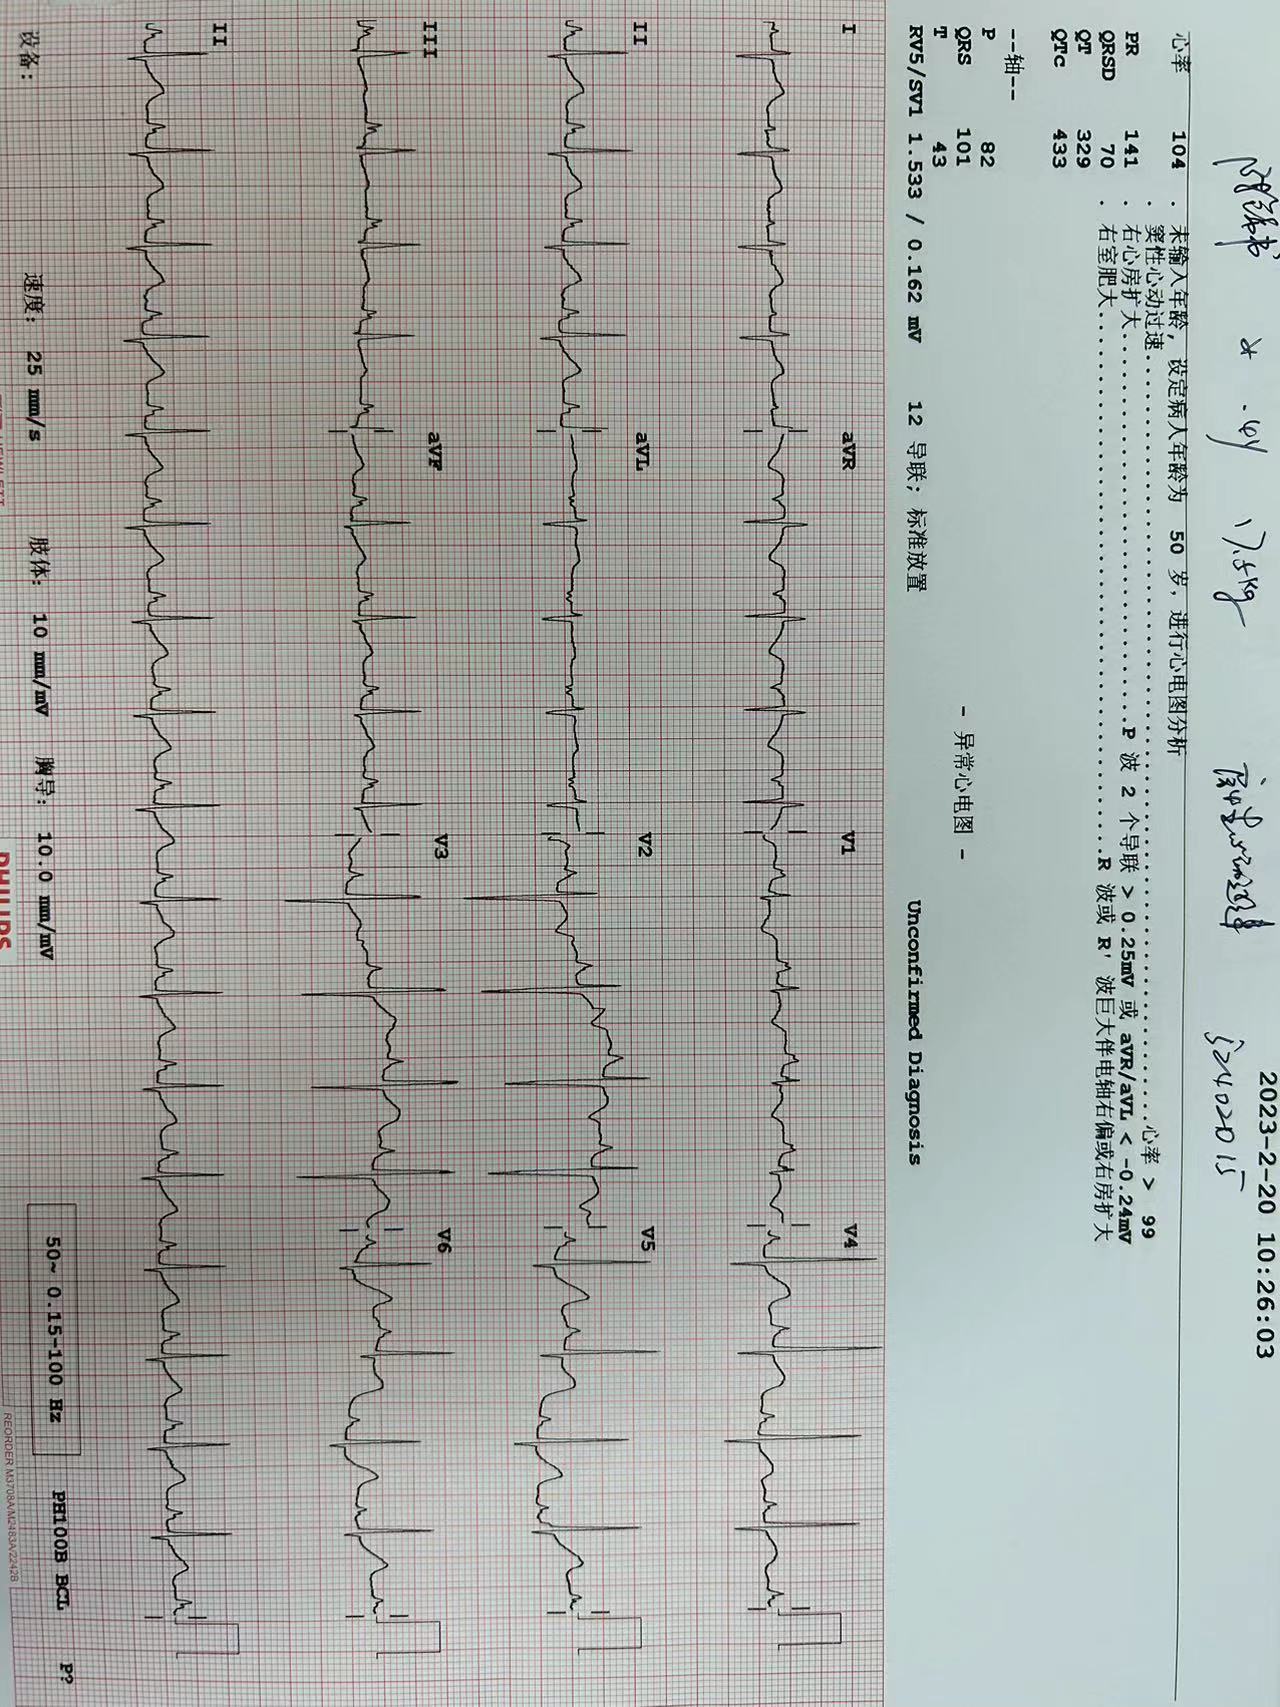 2023-2-20 10:26:03
17.5kg
心率 104 . 未输入年龄, 设定病人年龄为 50 岁, 进行心电图分析
. 窦性心动过速......................................................心率 > 99
PR 141 . 右心房扩大............................P 波 2 个导联 > 0.25mV 或 aVR/aVL < -0.24mV
QRSD 70 . 右室肥大........................................R 波或 R' 波巨大伴电轴右偏或右房扩大
QT 329
QTc 433
--轴--
P 82
QRS 101
T 43
- 异常心电图 -
RV5/SV1 1.533 / 0.162 mV 12 导联; 标准放置 Unconfirmed Diagnosis
I aVR V1 V4
II aVL V2 V5
III aVF V3 V6
II
设备: 速度: 25 mm/s 肢体: 10 mm/mV 胸导: 10.0 mm/mV 50~ 0.15-100 Hz PH100B BCL P?
PHILIPS REORDER M3708A/M2483A/Z2242B